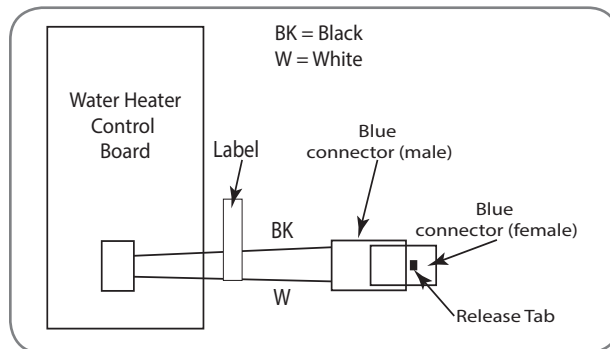 BK = Black
W = White
Water Heater
Control
Board
Label
Blue
connector (male)
BK
Blue
connector (female)
W
Release Tab